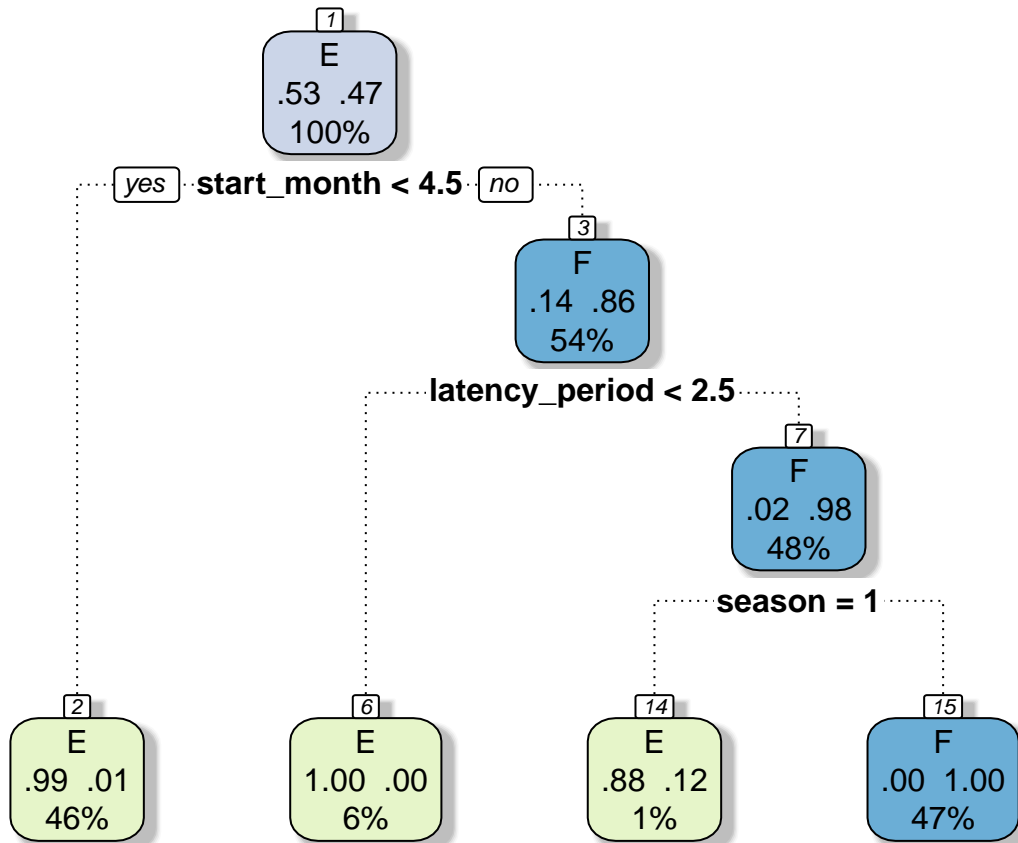 1
E
.53 .47
100%
yes start_month < 4.5 no
3
F
.14 .86
54%
latency_period < 2.5
7
F
.02 .98
48%
season = 1
2
E
.99 .01
46%
6
E
1.00 .00
6%
14
E
.88 .12
1%
15
F
.00 1.00
47%